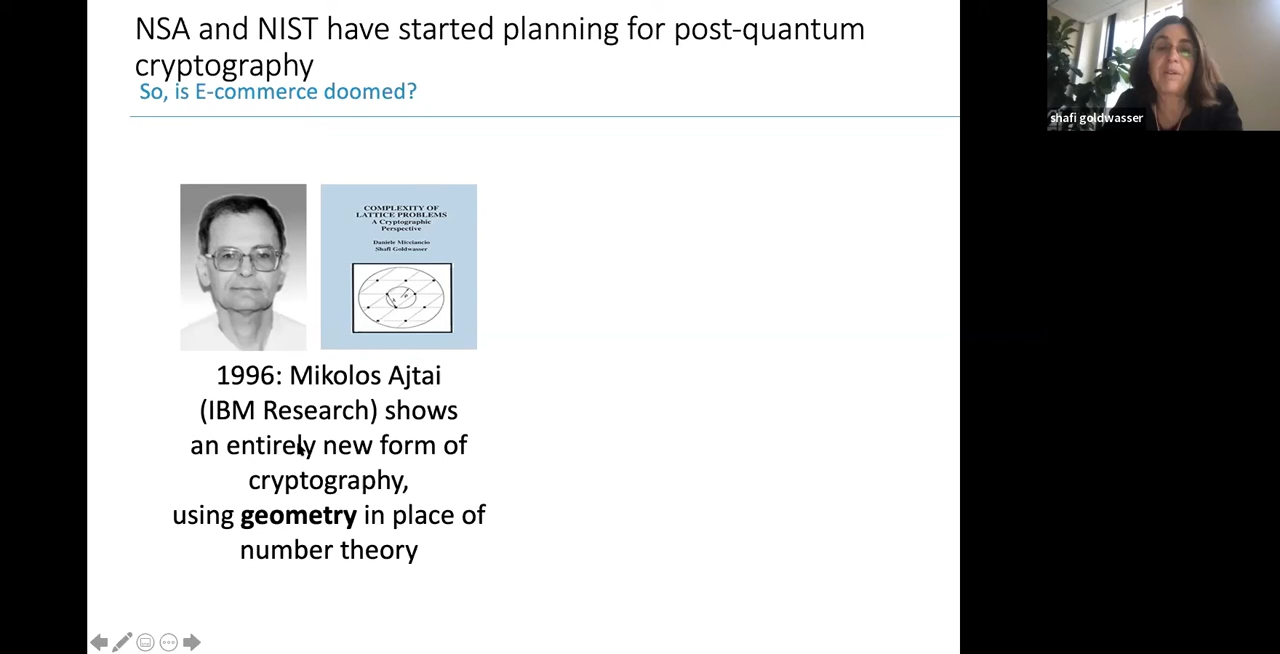 NSA and NIST have started planning for post-quantum
cryptography
So, is E-commerce doomed?
shafi goldwasser
COMPLEXITY OF
LATTICE PROBLEMS
A Cryptographic
Perspective
Daniele Micciancio
Shafi Goldwasser
1996: Mikolos Ajtai
(IBM Research) shows
an entirely new form of
cryptography,
using geometry in place of
number theory